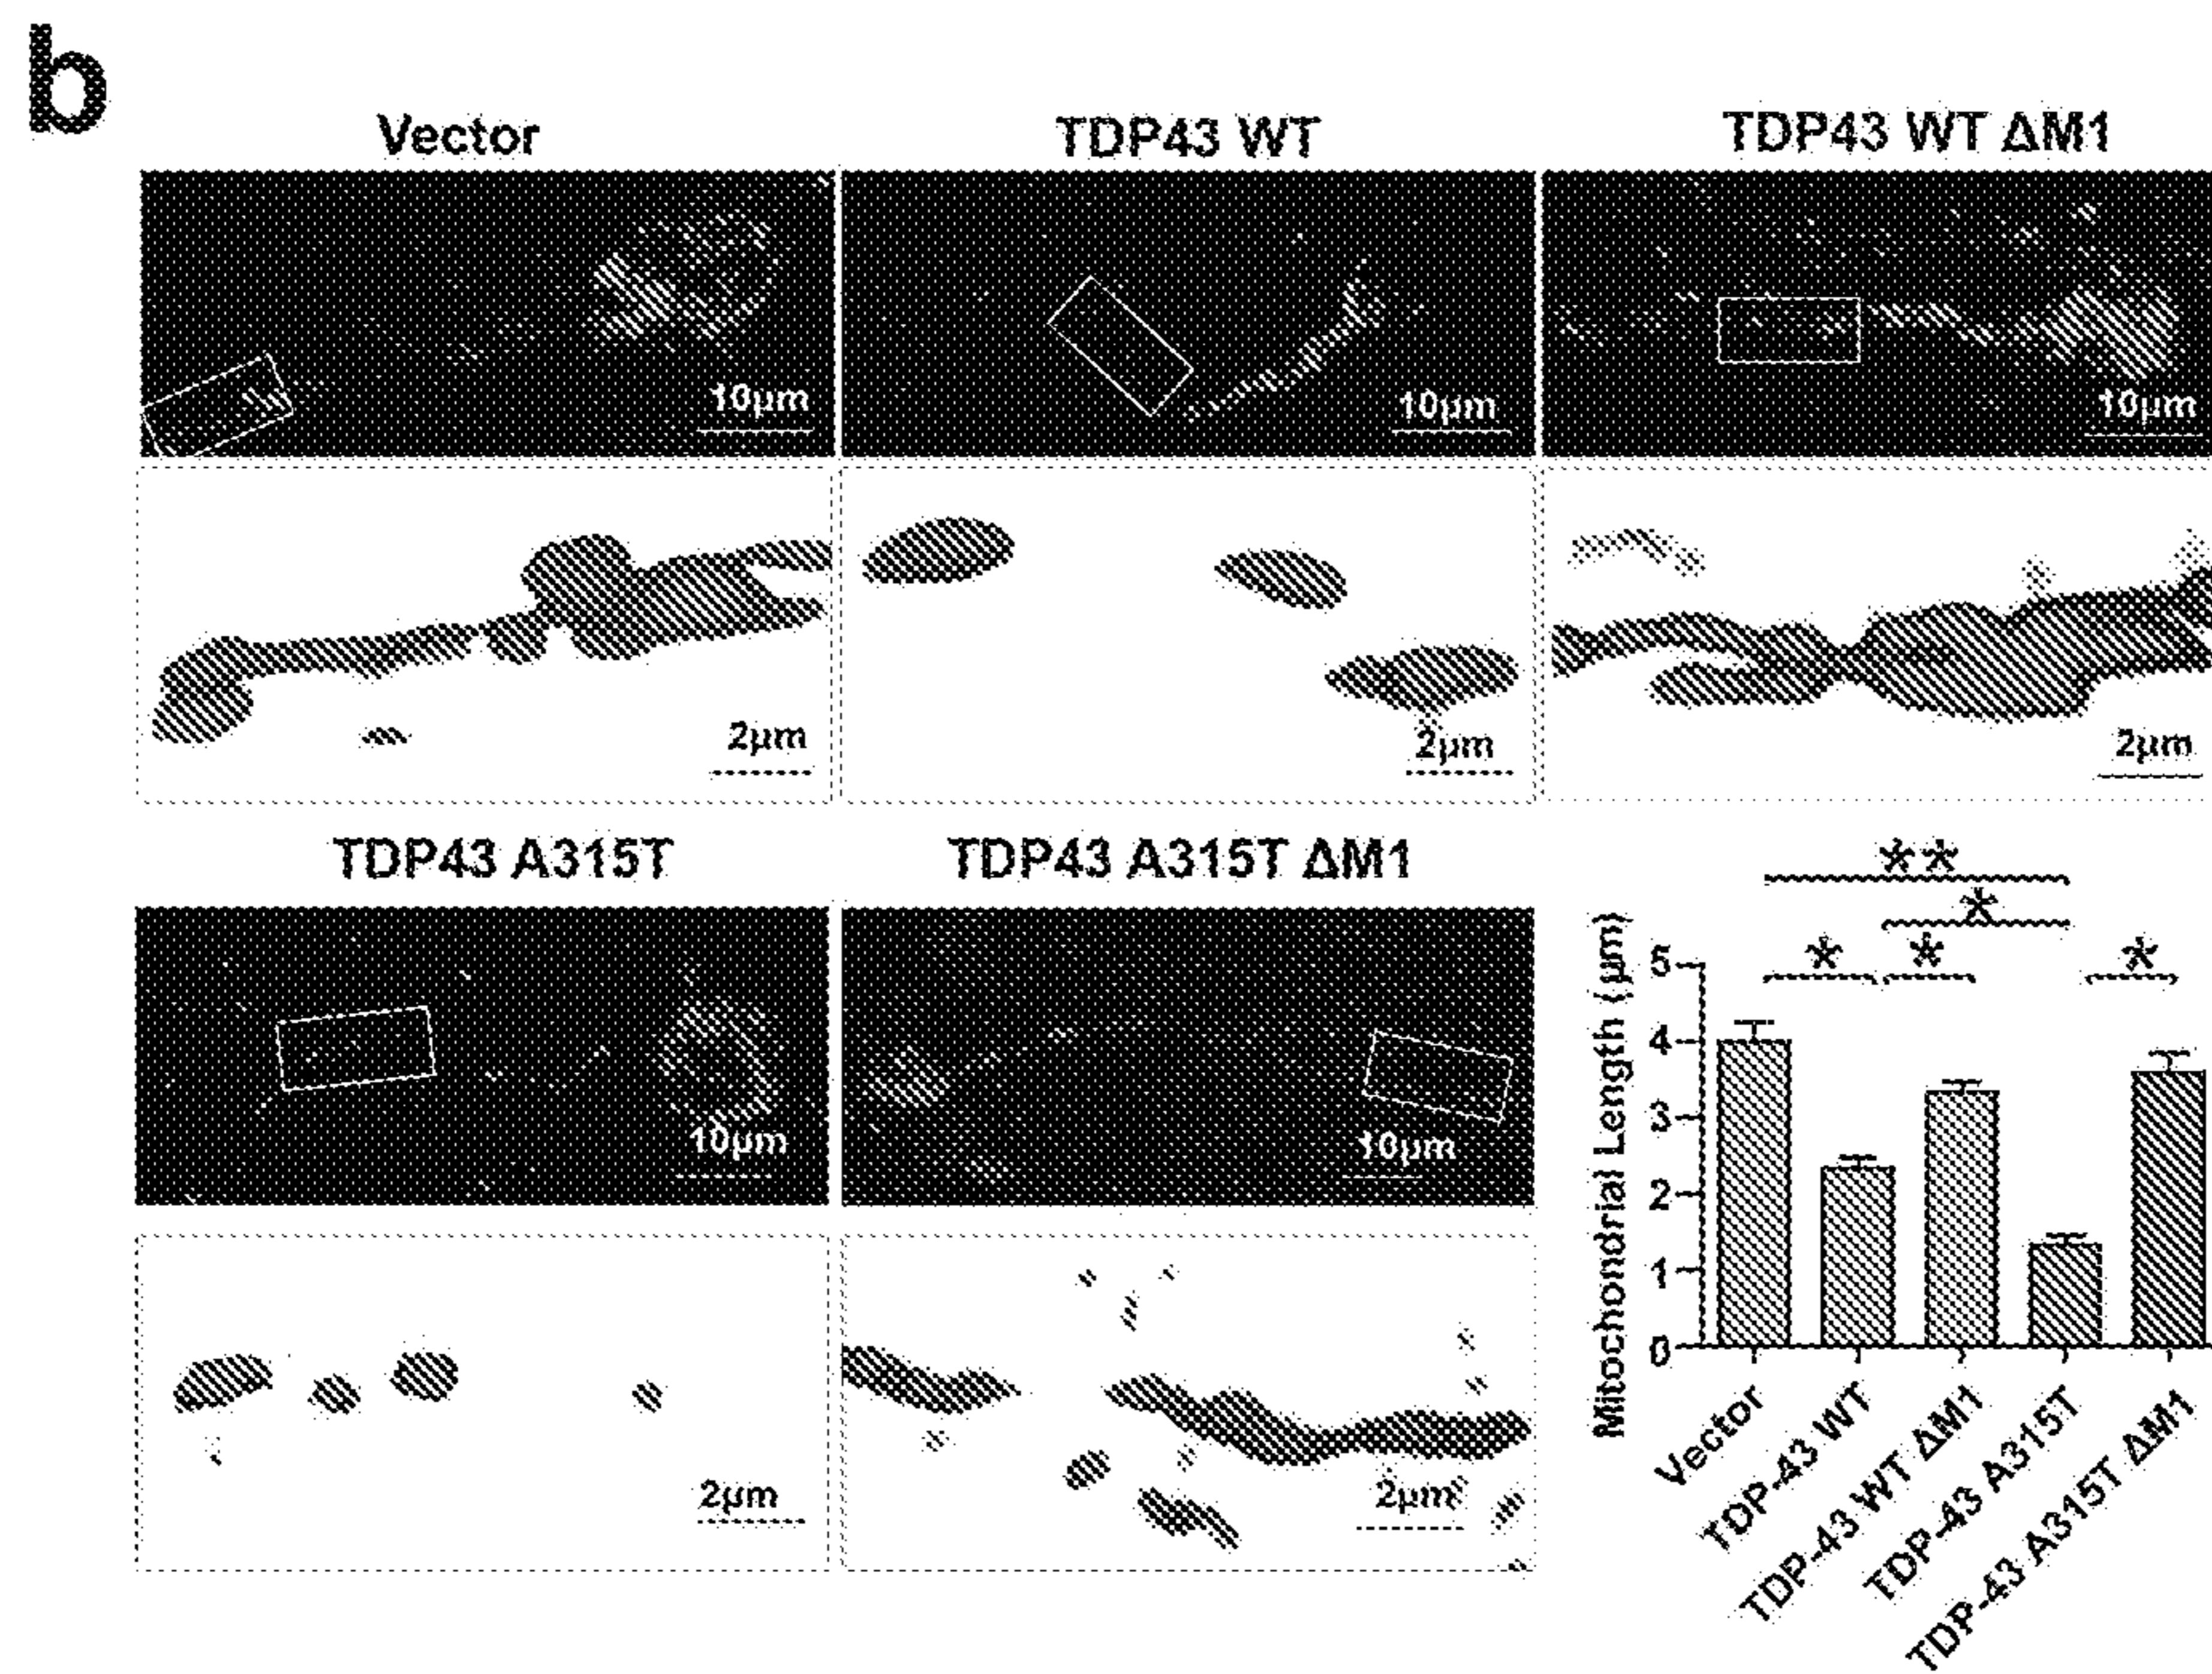 b
Vector
TDP43 WT
TDP43 WT ΔM1
10μm
10μm
10μm
2μm
2μm
2μm
TDP43 A315T
TDP43 A315T ΔM1
10μm
10μm
2μm
2μm
**
*
* * *
Mitochondrial Length (μm)
5
4
3
2
1
0
Vector
TDP-43 WT
TDP-43 WT ΔM1
TDP-43 A315T
TDP-43 A315T ΔM1